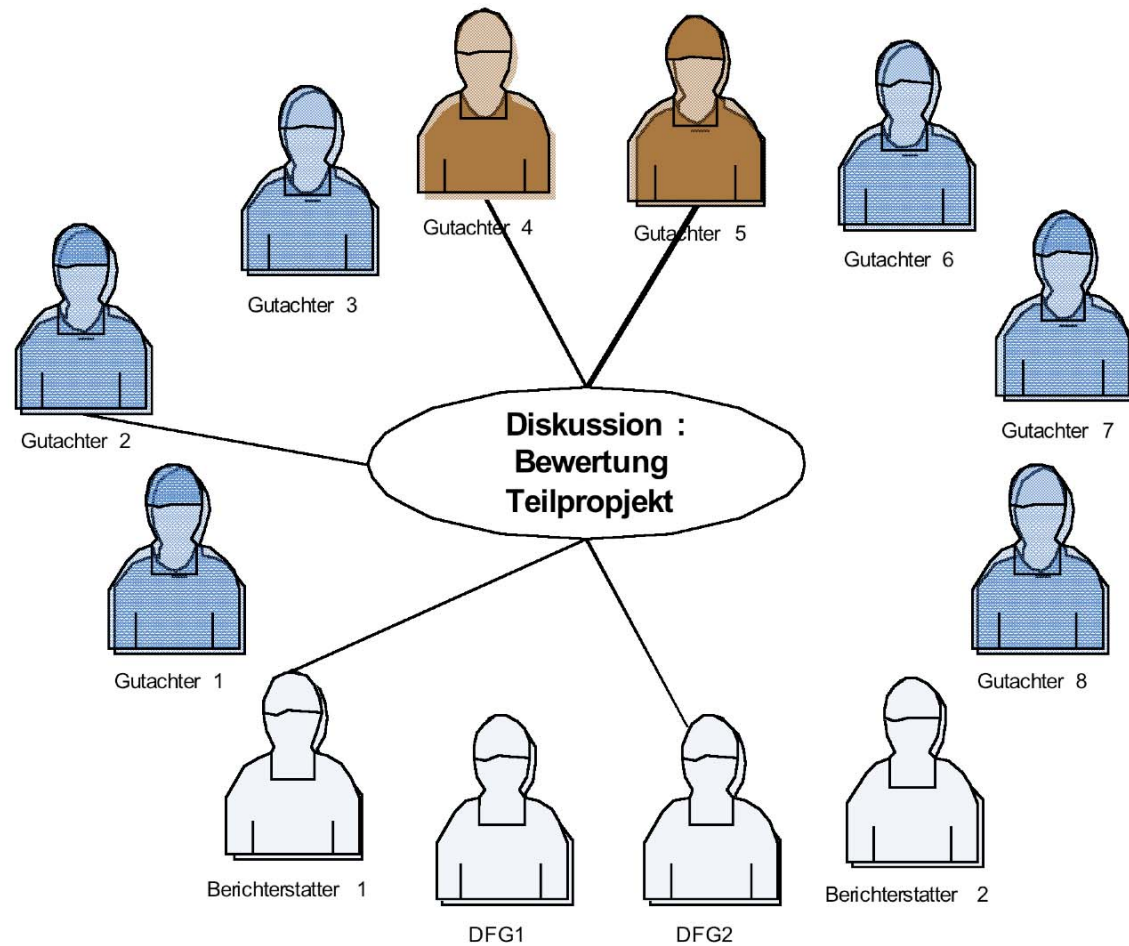 Gutachter 4
Gutachter 5
Gutachter 6
Gutachter 3
Gutachter 7
Gutachter 2
Diskussion :
Bewertung
Teilpropjekt
Gutachter 1
Gutachter 8
Berichterstatter 1
Berichterstatter 2
DFG1
DFG2